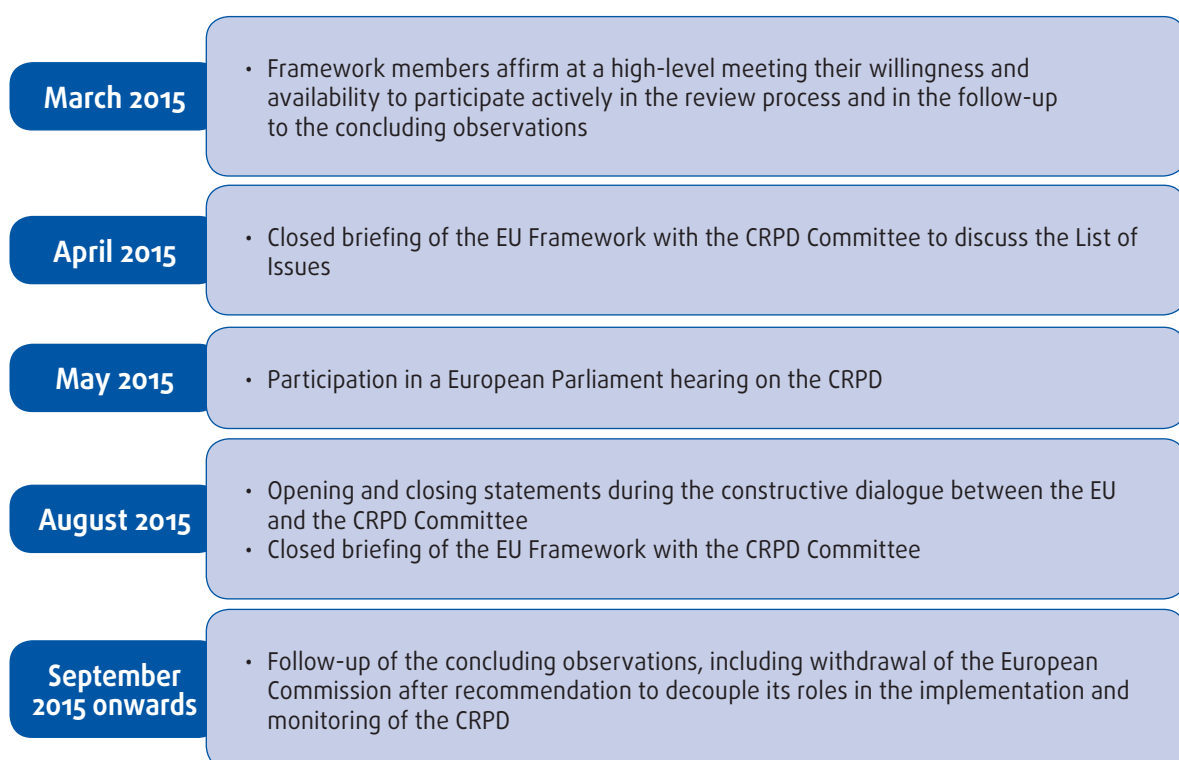 March 2015
• Framework members affirm at a high-level meeting their willingness and
availability to participate actively in the review process and in the follow-up
to the concluding observations
April 2015
• Closed briefing of the EU Framework with the CRPD Committee to discuss the List of
Issues
May 2015
• Participation in a European Parliament hearing on the CRPD
August 2015
• Opening and closing statements during the constructive dialogue between the EU
and the CRPD Committee
• Closed briefing of the EU Framework with the CRPD Committee
September
2015 onwards
• Follow-up of the concluding observations, including withdrawal of the European
Commission after recommendation to decouple its roles in the implementation and
monitoring of the CRPD